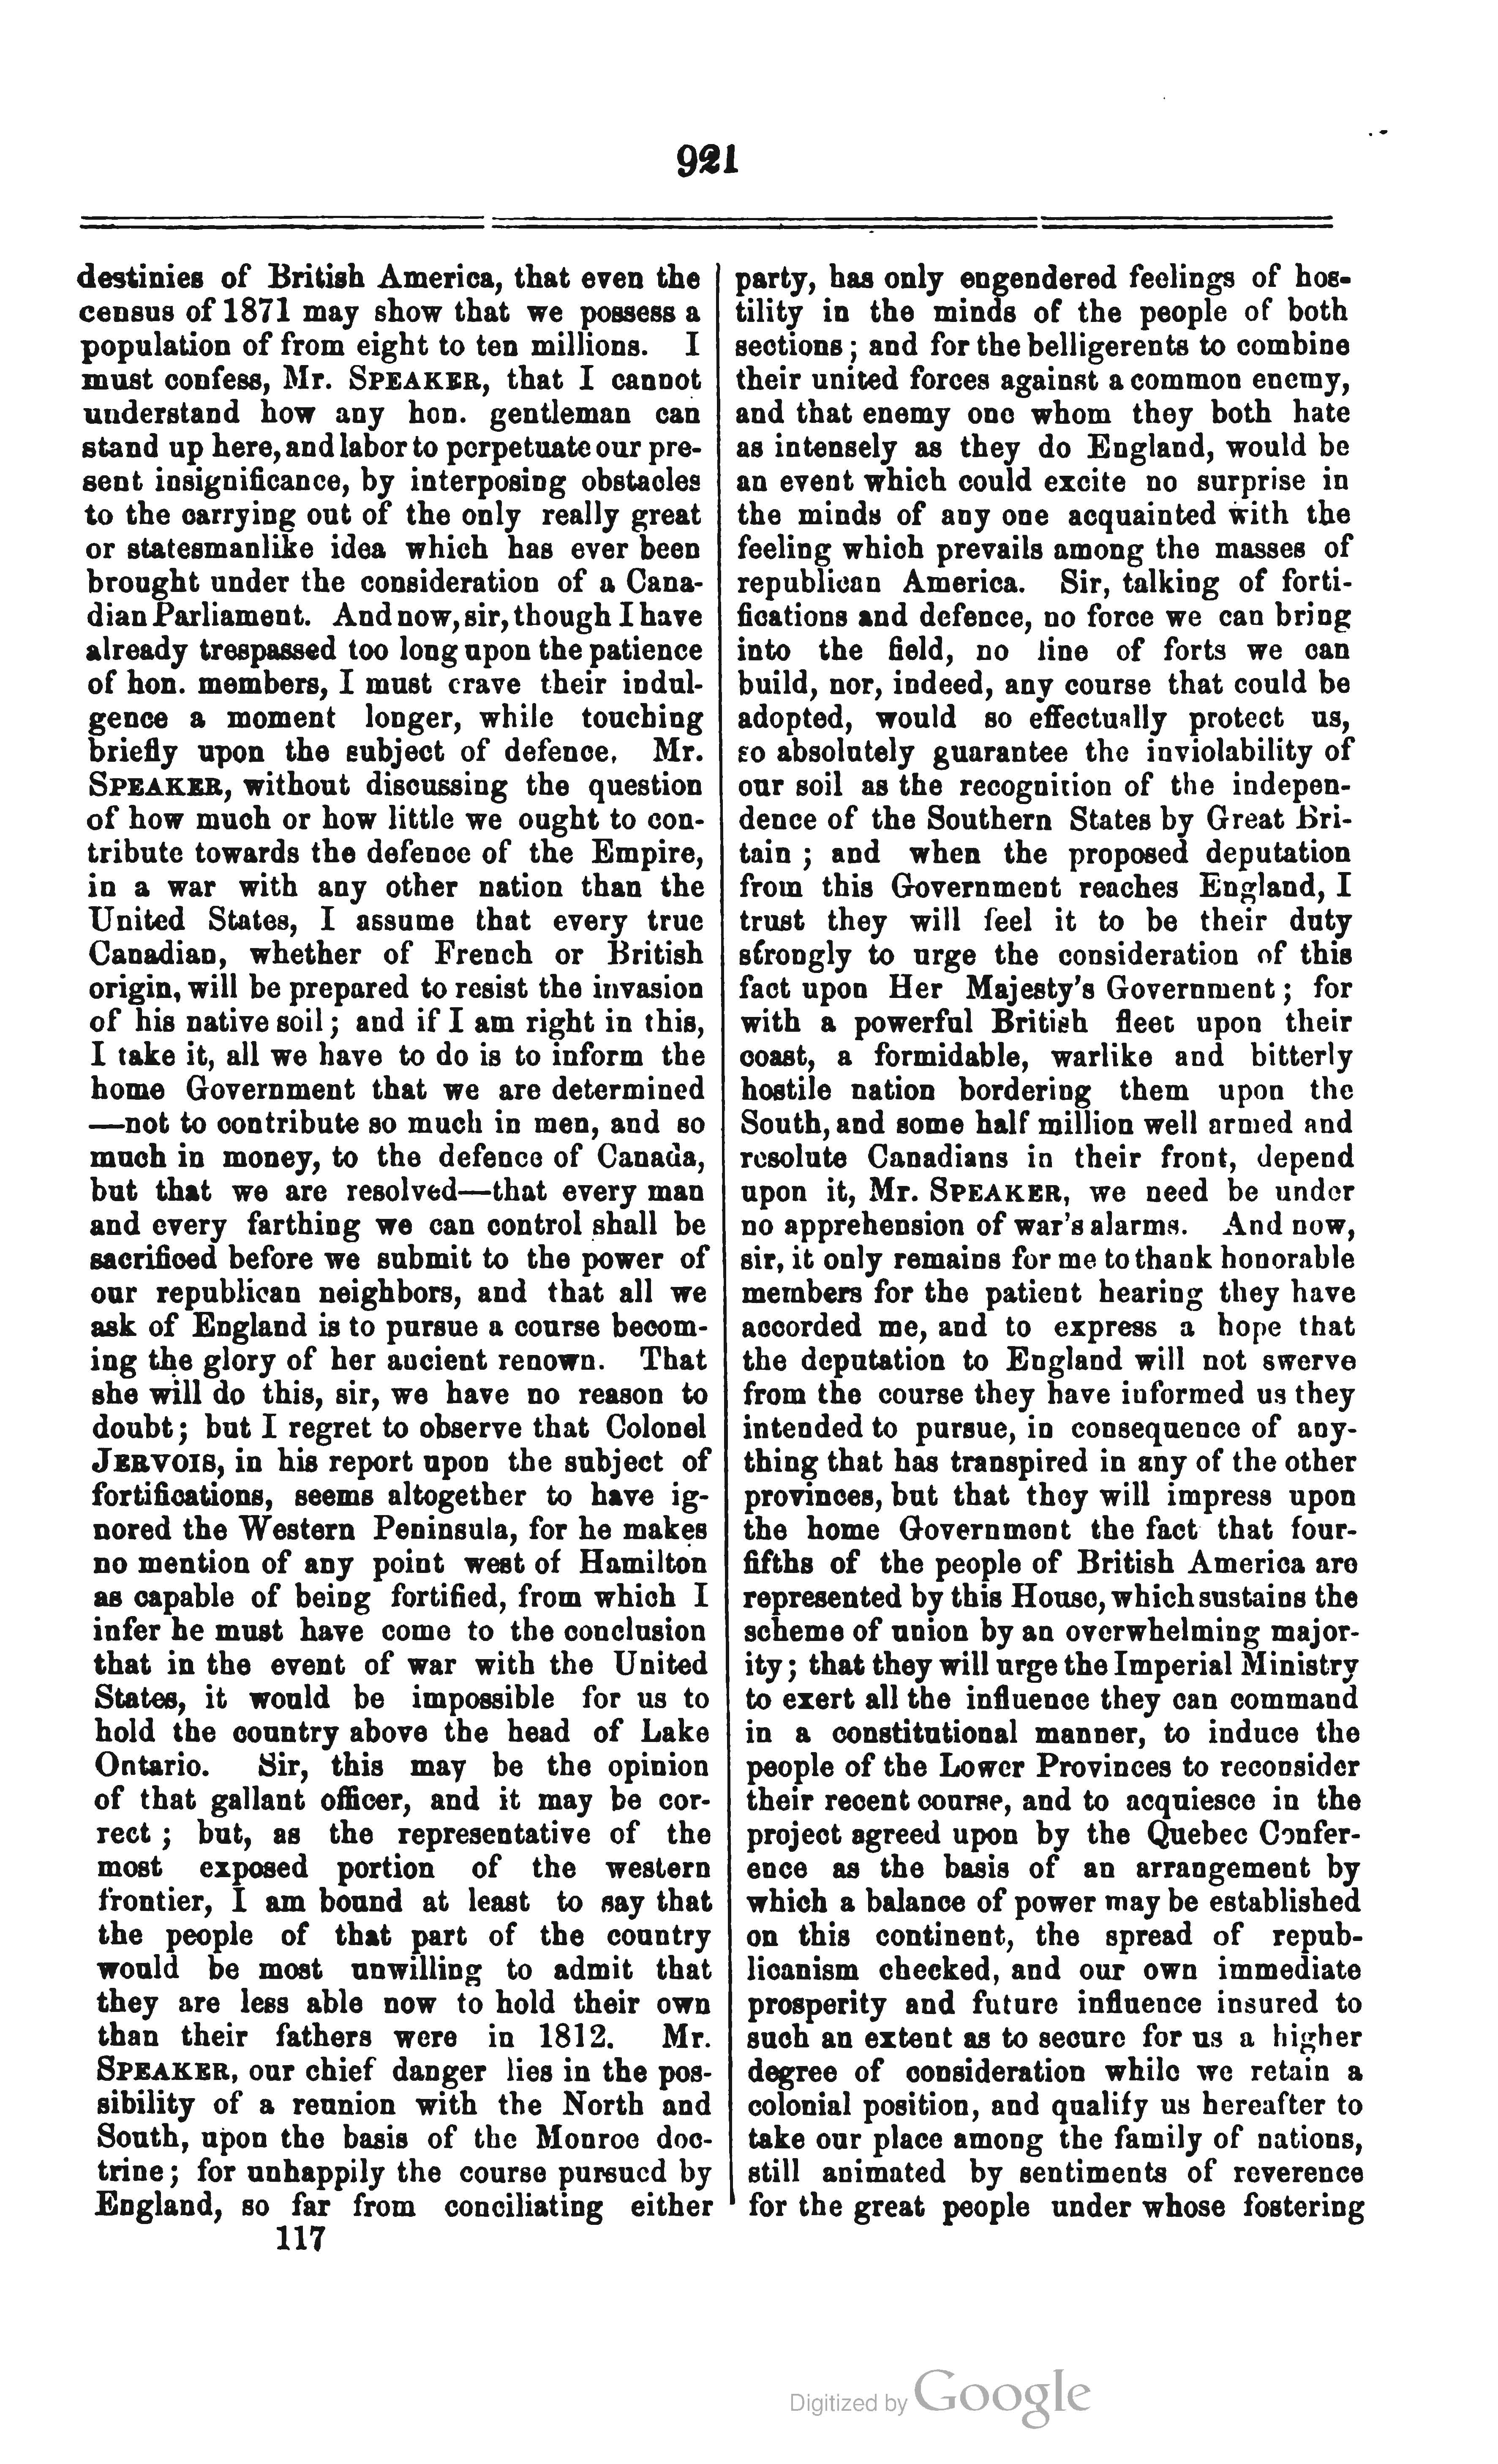 921
destinies of British America, that even the
census of 1871 may show that we possess a
population of from eight to ten millions. I
must confess, Mr. SPEAKER, that I cannot
understand how any hon. gentleman can
stand up here, and labor to perpetuate our pre-
sent insignificance, by interposing obstacles
to the carrying out of the only really great
or statesmanlike idea which has ever been
brought under the consideration of a Cana-
dian Parliament. And now, sir, though I have
already trespassed too long upon the patience
of hon. members, I must crave their indul-
gence a moment longer, while touching
briefly upon the subject of defence. Mr.
SPEAKER, without discussing the question
of how much or how little we ought to con-
tribute towards the defence of the Empire,
in a war with any other nation than the
United States, I assume that every true
Canadian, whether of French or British
origin, will be prepared to resist the invasion
of his native soil; and if I am right in this,
I take it, all we have to do is to inform the
home Government that we are determined
—not to contribute so much in men, and so
much in money, to the defence of Canada,
but that we are resolved—that every man
and every farthing we can control shall be
sacrificed before we submit to the power of
our republican neighbors, and that all we
ask of England is to pursue a course becom-
ing the glory of her ancient renown. That
she will do this, sir, we have no reason to
doubt; but I regret to observe that Colonel
JERVOIS, in his report upon the subject of
fortifications, seems altogether to have ig-
nored the Western Peninsula, for he makes
no mention of any point west of Hamilton
as capable of being fortified, from which I
infer he must have come to the conclusion
that in the event of war with the United
States, it would be impossible for us to
hold the country above the head of Lake
Ontario. Sir, this may be the opinion
of that gallant officer, and it may be cor-
rect; but, as the representative of the
most exposed portion of the western
frontier, I am bound at least to say that
the people of that part of the country
would be most unwilling to admit that
they are less able now to hold their own
than their fathers were in 1812. Mr.
SPEAKER, our chief danger lies in the pos-
sibility of a reunion with the North and
South, upon the basis of the Monroe doc-
trine; for unhappily the course pursued by
England, so far from conciliating either
117
party, has only engendered feelings of hos-
tility in the minds of the people of both
sections; and for the belligerents to combine
their united forces against a common enemy,
and that enemy one whom they both hate
as intensely as they do England, would be
an event which could excite no surprise in
the minds of any one acquainted with the
feeling which prevails among the masses of
republican America. Sir, talking of forti-
fications and defence, no force we can bring
into the field, no line of forts we can
build, nor, indeed, any course that could be
adopted, would so effectually protect us,
so absolutely guarantee the inviolability of
our soil as the recognition of the indepen-
dence of the Southern States by Great Bri-
tain; and when the proposed deputation
from this Government reaches England, I
trust they will feel it to be their duty
strongly to urge the consideration of this
fact upon Her Majesty's Government; for
with a powerful British fleet upon their
coast, a formidable, warlike and bitterly
hostile nation bordering them upon the
South, and some half million well armed and
resolute Canadians in their front, depend
upon it, Mr. SPEAKER, we need be under
no apprehension of war's alarms. And now,
sir, it only remains for me to thank honorable
members for the patient hearing they have
accorded me, and to express a hope that
the deputation to England will not swerve
from the course they have informed us they
intended to pursue, in consequence of any-
thing that has transpired in any of the other
provinces, but that they will impress upon
the home Government the fact that four-
fifths of the people of British America are
represented by this House, which sustains the
scheme of union by an overwhelming major-
ity; that they will urge the Imperial Ministry
to exert all the influence they can command
in a constitutional manner, to induce the
people of the Lower Provinces to reconsider
their recent course, and to acquiesce in the
project agreed upon by the Quebec Confer-
ence as the basis of an arrangement by
which a balance of power may be established
on this continent, the spread of repub-
licanism checked, and our own immediate
prosperity and future influence insured to
such an extent as to secure for us a higher
degree of consideration while we retain a
colonial position, and qualify us hereafter to
take our place among the family of nations,
still animated by sentiments of reverence
for the great people under whose fostering
Digitized by Google